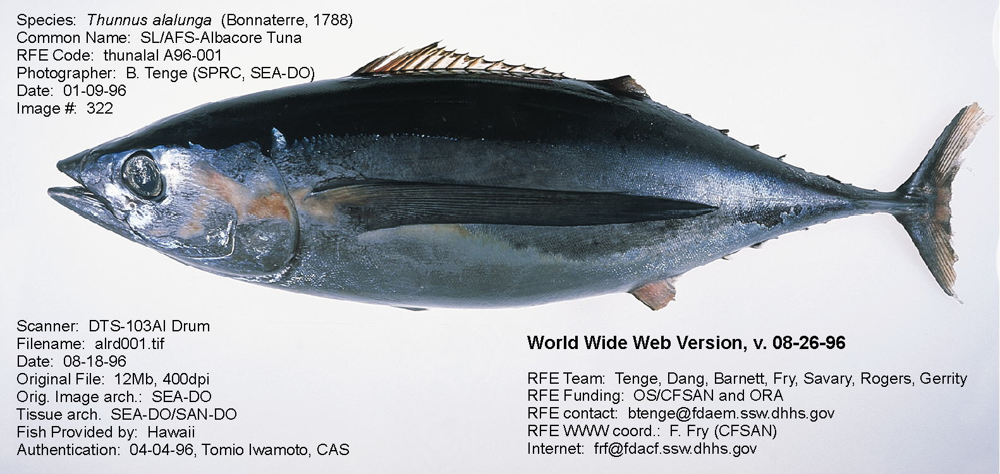 Species: Thunnus alalunga (Bonnaterre, 1788)
Common Name: SL/AFS-Albacore Tuna
RFE Code: thunalal A96-001
Photographer: B. Tenge (SPRC, SEA-DO)
Date: 01-09-96
Image #: 322
Scanner: DTS-103AI Drum
Filename: alrd001.tif
Date: 08-18-96
Original File: 12Mb, 400dpi
Orig. Image arch.: SEA-DO
Tissue arch. SEA-DO/SAN-DO
Fish Provided by: Hawaii
Authentication: 04-04-96, Tomio Iwamoto, CAS
World Wide Web Version, v. 08-26-96
RFE Team: Tenge, Dang, Barnett, Fry, Savary, Rogers, Gerrity
RFE Funding: OS/CFSAN and ORA
RFE contact: btenge@fdaem.ssw.dhhs.gov
RFE WWW coord.: F. Fry (CFSAN)
Internet: frf@fdacf.ssw.dhhs.gov